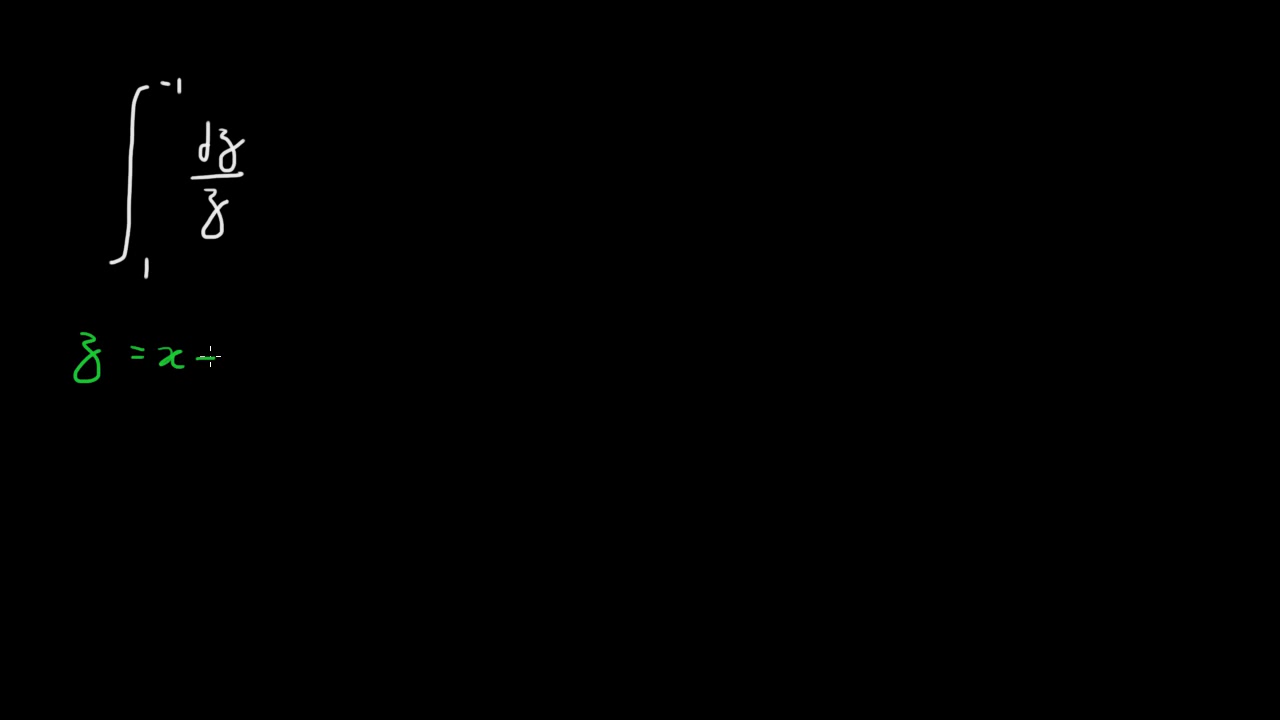 ∫₁⁻¹ dz/z
z = x –